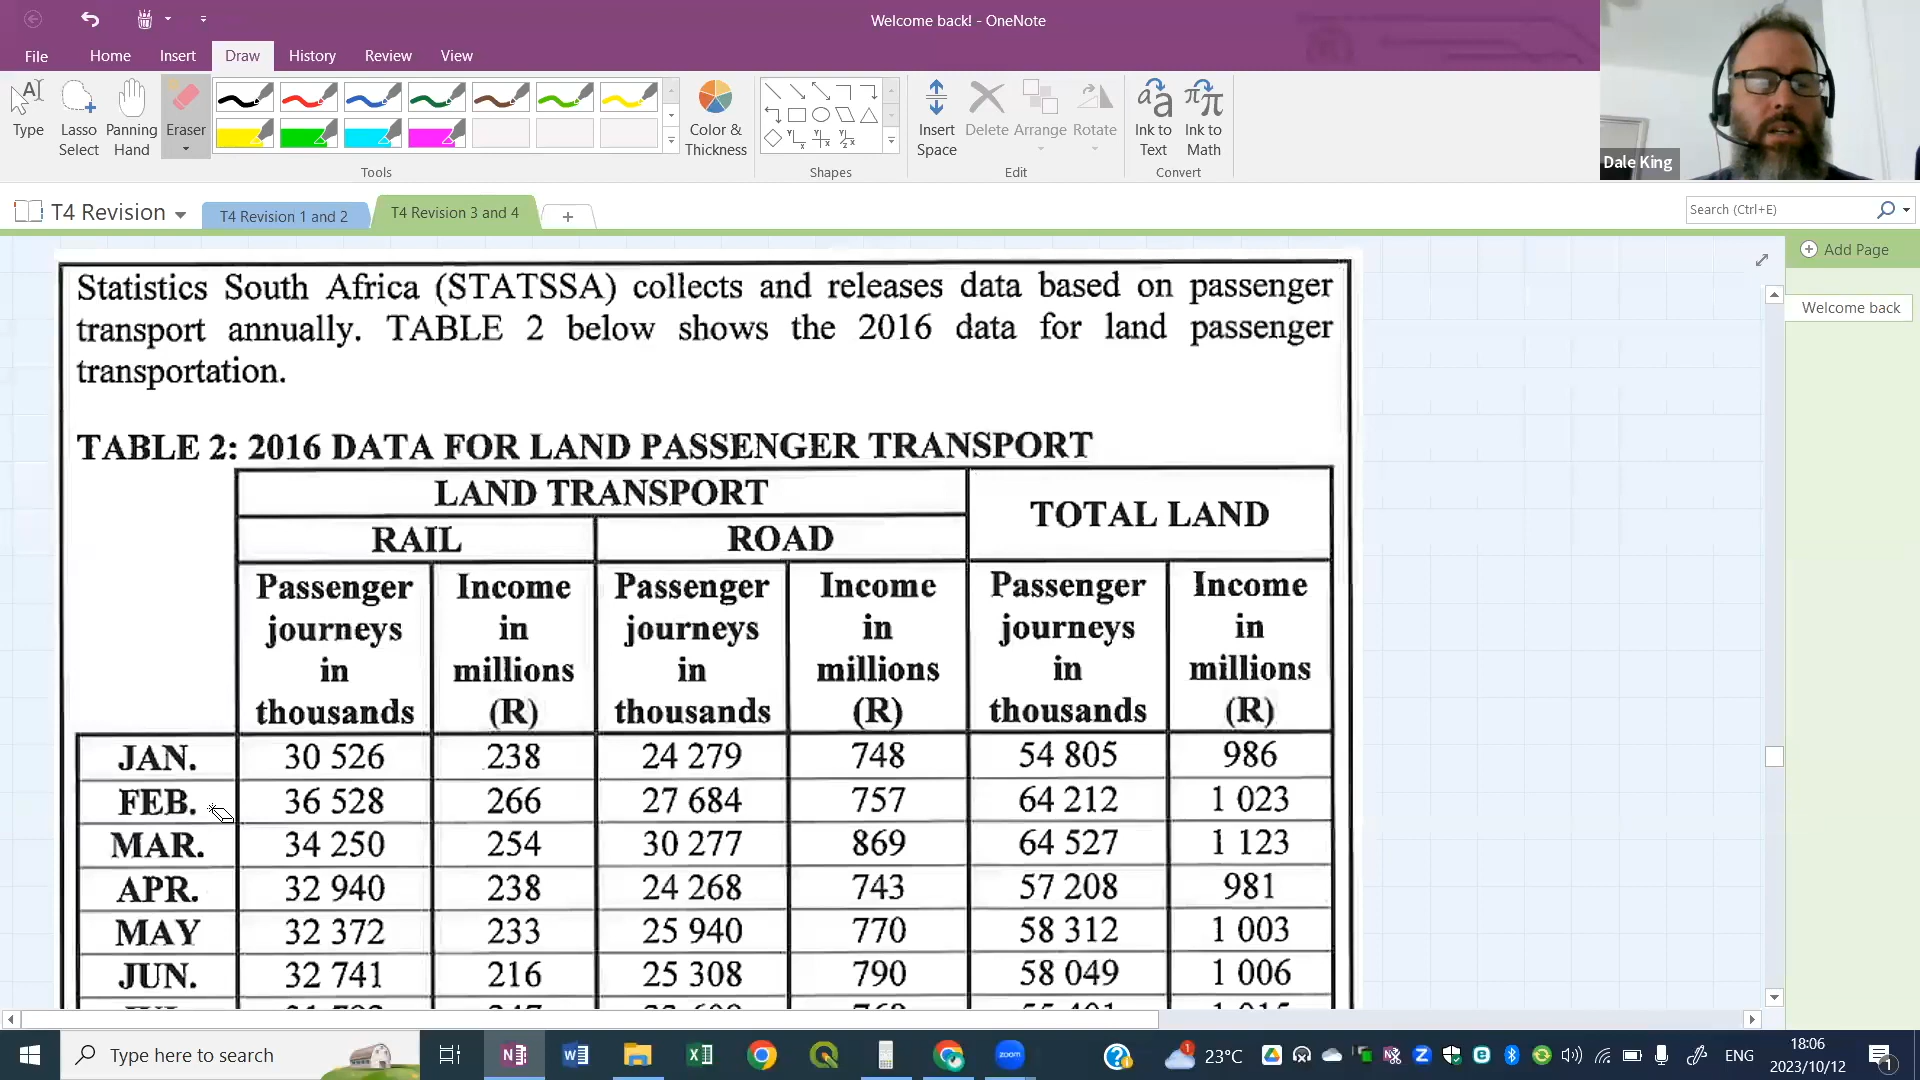 Welcome back! - OneNote
File
Home
Insert
Draw
History
Review
View
Type
Lasso
Select
Panning
Hand
Eraser
Color &
Thickness
Insert
Space
Delete
Arrange
Rotate
Ink to
Text
Ink to
Math
Tools
Shapes
Edit
Convert
Dale King
T4 Revision
T4 Revision 1 and 2
T4 Revision 3 and 4
Search (Ctrl+E)
Add Page
Welcome back
Statistics South Africa (STATSSA) collects and releases data based on passenger
transport annually. TABLE 2 below shows the 2016 data for land passenger
transportation.
TABLE 2: 2016 DATA FOR LAND PASSENGER TRANSPORT
LAND TRANSPORT
TOTAL LAND
RAIL
ROAD
Passenger journeys in thousands
Income in millions (R)
Passenger journeys in thousands
Income in millions (R)
Passenger journeys in thousands
Income in millions (R)
JAN. 30 526 238 24 279 748 54 805 986
FEB. 36 528 266 27 684 757 64 212 1 023
MAR. 34 250 254 30 277 869 64 527 1 123
APR. 32 940 238 24 268 743 57 208 981
MAY 32 372 233 25 940 770 58 312 1 003
JUN. 32 741 216 25 308 790 58 049 1 006
Type here to search
zoom
23°C
ENG
18:06
2023/10/12